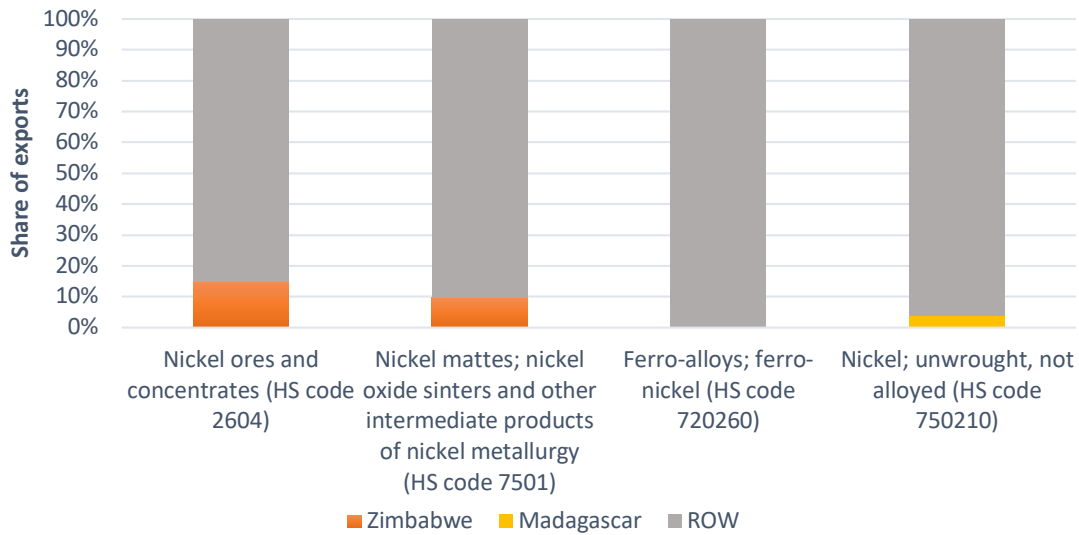 Share of exports
100%
90%
80%
70%
60%
50%
40%
30%
20%
10%
0%
Nickel ores and
concentrates (HS code
2604)
Nickel mattes; nickel
oxide sinters and other
intermediate products
of nickel metallurgy
(HS code 7501)
Ferro-alloys; ferro-
nickel (HS code
720260)
Nickel; unwrought, not
alloyed (HS code
750210)
Zimbabwe
Madagascar
ROW